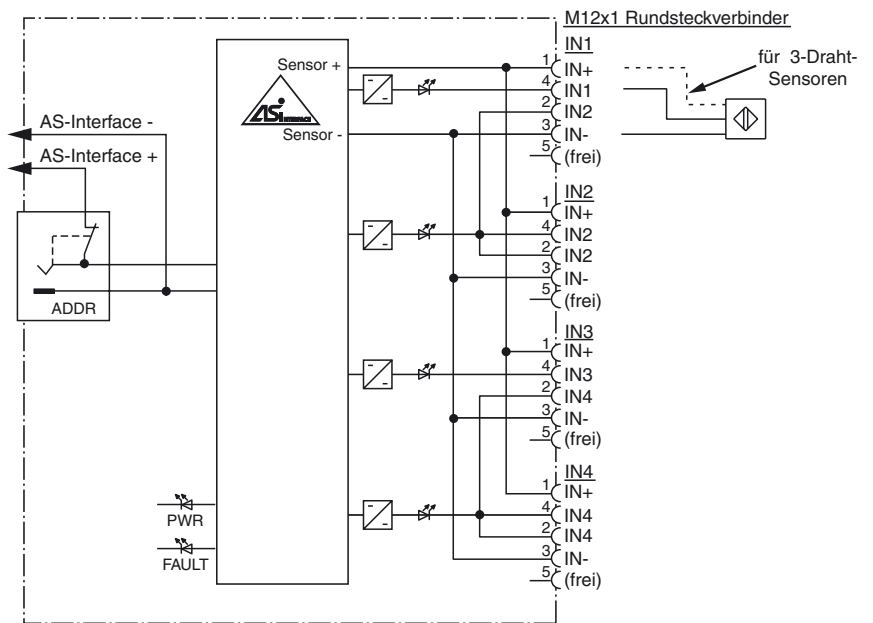 M12x1 Rundsteckverbinder
IN1
1 IN+
4 IN1
2 IN2
3 IN-
5 (frei)
für 3-Draht-
Sensoren
Sensor +
ASi
INTERFACE
Sensor -
AS-Interface -
AS-Interface +
ADDR
IN2
1 IN+
4 IN2
2 IN2
3 IN-
5 (frei)
IN3
1 IN+
4 IN3
2 IN4
3 IN-
5 (frei)
IN4
1 IN+
4 IN4
2 IN4
3 IN-
5 (frei)
PWR
FAULT